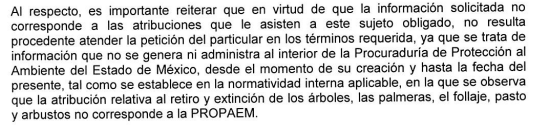 Al respecto, es importante reiterar que en virtud de que la información solicitada no
corresponde a las atribuciones que le asisten a este sujeto obligado, no resulta
procedente atender la petición del particular en los términos requerida, ya que se trata de
información que no se genera ni administra al interior de la Procuraduría de Protección al
Ambiente del Estado de México, desde el momento de su creación y hasta la fecha del
presente, tal como se establece en la normatividad interna aplicable, en la que se observa
que la atribución relativa al retiro y extinción de los árboles, las palmeras, el follaje, pasto
y arbustos no corresponde a la PROPAEM.